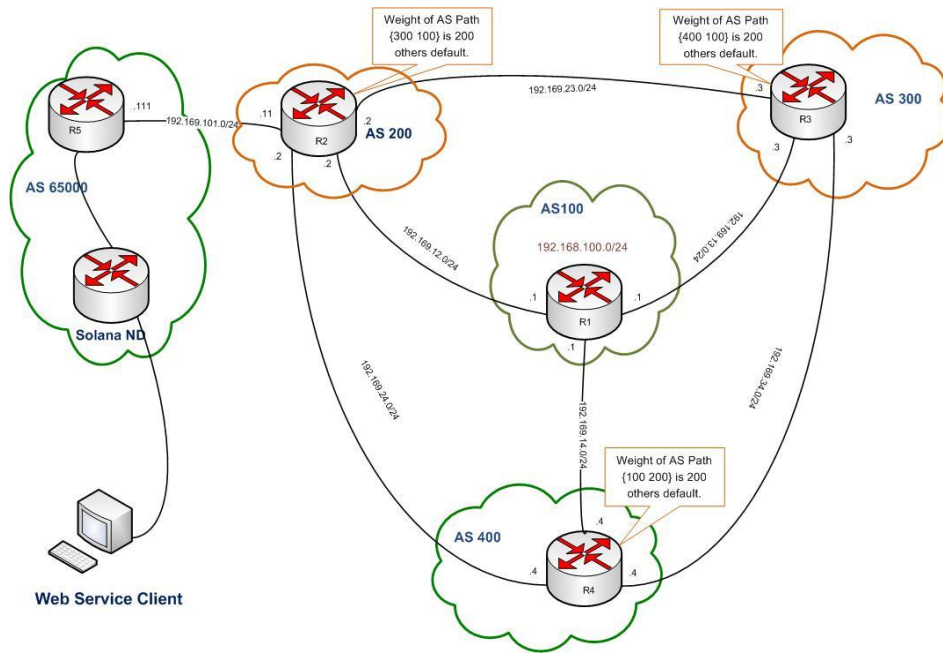 Weight of AS Path
{300 100} is 200
others default.
Weight of AS Path
{400 100} is 200
others default.
R5
.111
192.169.101.0/24
.11
R2
.2
.2
.2
AS 200
192.169.23.0/24
.3
R3
.3
.3
AS 300
AS 65000
Solana ND
192.169.12.0/24
AS100
192.168.100.0/24
192.169.13.0/24
.1
R1
.1
.1
192.169.24.0/24
192.169.14.0/24
192.169.34.0/24
Weight of AS Path
{100 200} is 200
others default.
AS 400
.4
.4
R4
.4
Web Service Client